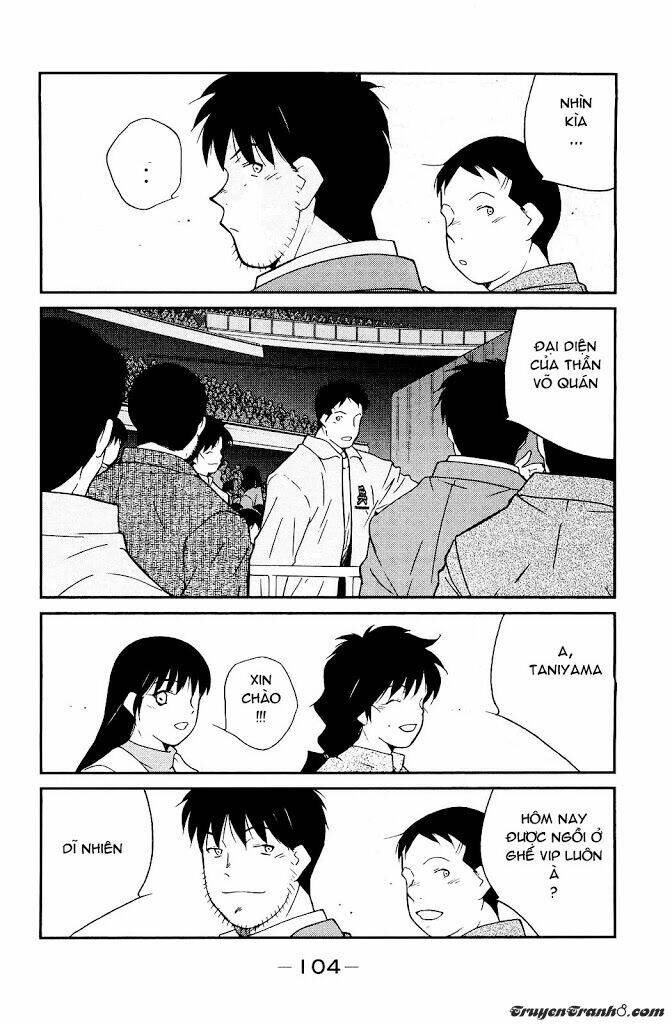 NHÌN
KÌA
...
...
ĐẠI DIỆN
CỦA THẦN
VÕ QUÁN
A,
TANIYAMA
XIN
CHÀO
!!!
HÔM NAY
ĐƯỢC NGỒI Ở
GHẾ VIP LUÔN
À
?
DĨ NHIÊN
—104—
TruyenTranh8.com